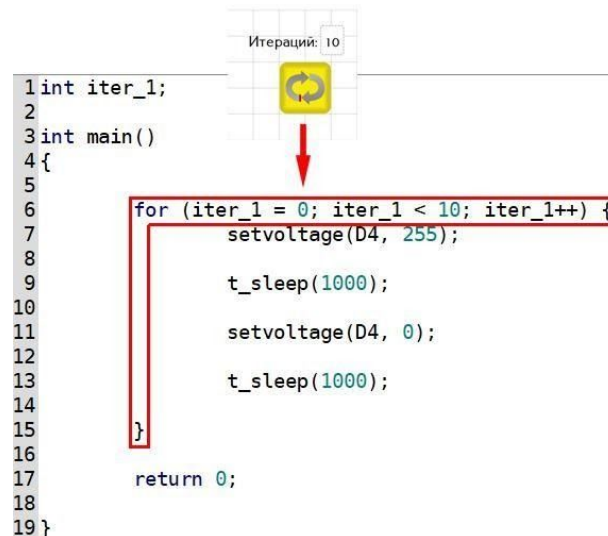 Итераций: 10
1 int iter_1;
2
3 int main()
4 {
5
6 for (iter_1 = 0; iter_1 < 10; iter_1++) {
7 setvoltage(D4, 255);
8
9 t_sleep(1000);
10
11 setvoltage(D4, 0);
12
13 t_sleep(1000);
14
15 }
16
17 return 0;
18
19 }